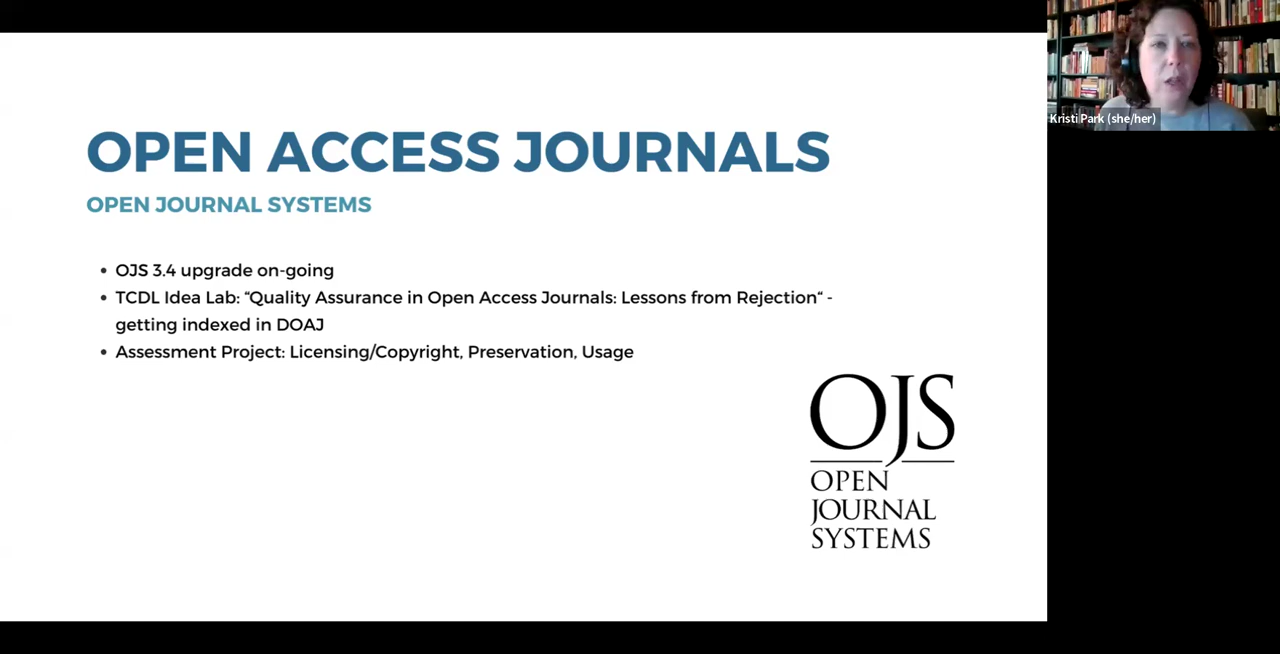 OPEN ACCESS JOURNALS
OPEN JOURNAL SYSTEMS
• OJS 3.4 upgrade on-going
• TCDL Idea Lab: “Quality Assurance in Open Access Journals: Lessons from Rejection“ -
getting indexed in DOAJ
• Assessment Project: Licensing/Copyright, Preservation, Usage
OJS
OPEN
JOURNAL
SYSTEMS
Kristi Park (she/her)